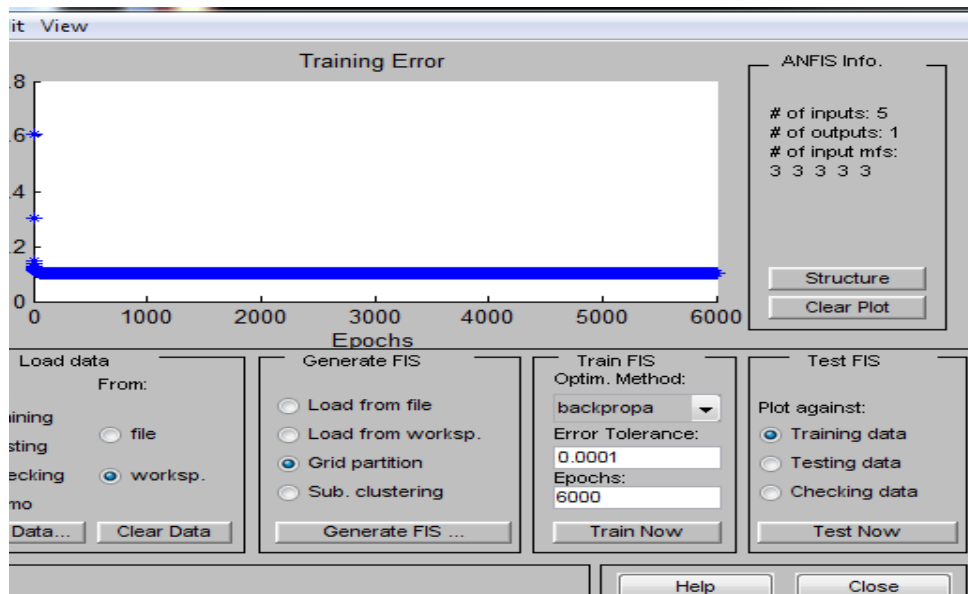 it View
Training Error
.8
.6
.4
.2
0
0 1000 2000 3000 4000 5000 6000
Epochs
ANFIS Info.
# of inputs: 5
# of outputs: 1
# of input mfs:
3 3 3 3 3
Structure
Clear Plot
Load data
From:
ining
sting
ecking
mo
file
worksp.
Data...
Clear Data
Generate FIS
Load from file
Load from worksp.
Grid partition
Sub. clustering
Generate FIS ...
Train FIS
Optim. Method:
backpropa
Error Tolerance:
0.0001
Epochs:
6000
Train Now
Test FIS
Plot against:
Training data
Testing data
Checking data
Test Now
Help
Close